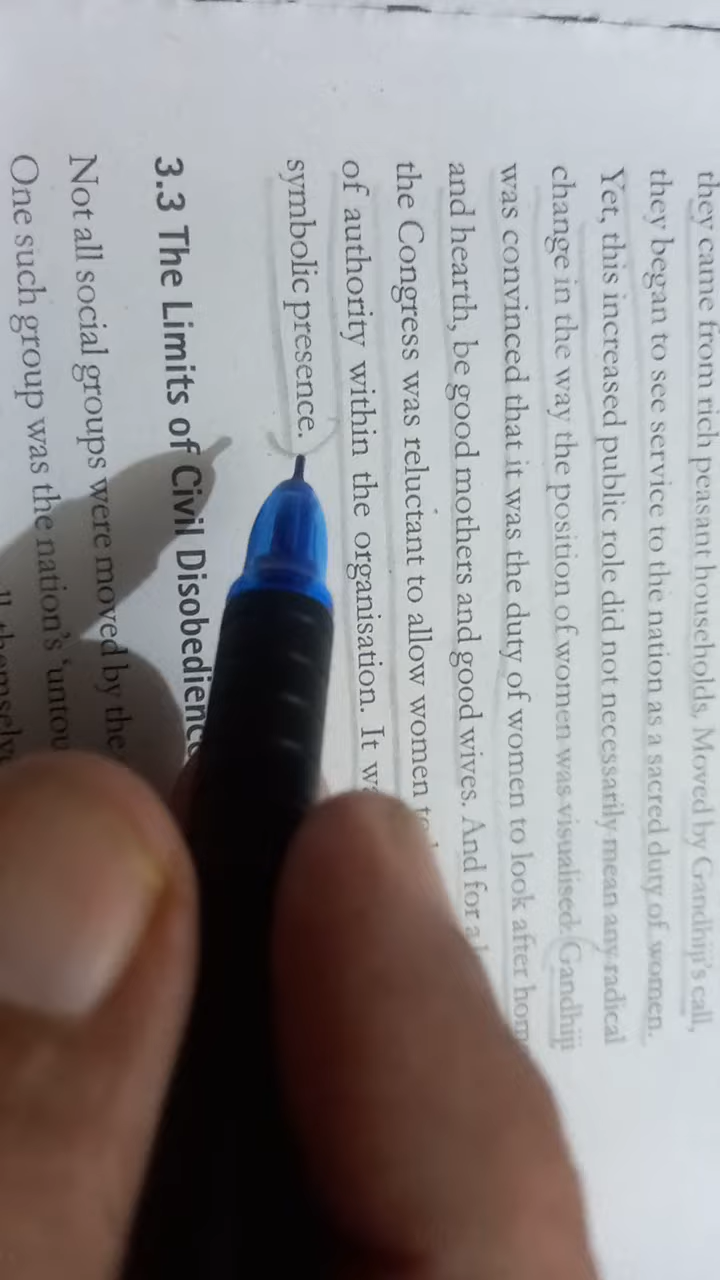 they came from rich peasant households. Moved by Gandhiji's call,
they began to see service to the nation as a sacred duty of women.
Yet, this increased public role did not necessarily mean any radical
change in the way the position of women was visualised. Gandhiji
was convinced that it was the duty of women to look after hom
and hearth, be good mothers and good wives. And for a l
the Congress was reluctant to allow women to
of authority within the organisation. It wa
symbolic presence.
3.3 The Limits of Civil Disobedienc
Not all social groups were moved by the
One such group was the nation's 'untou